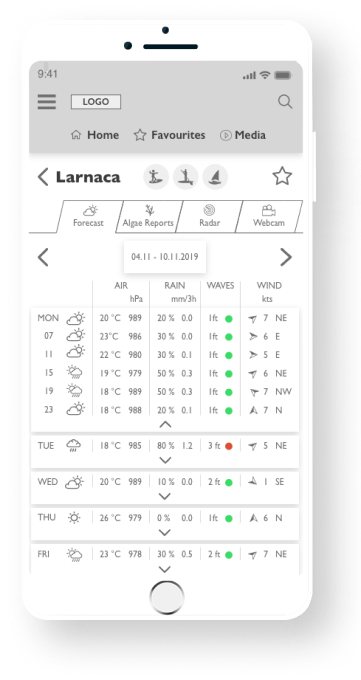 9:41
LOGO
Home Favourites Media
Larnaca
Forecast Algae Reports Radar Webcam
04.11 - 10.11.2019
AIR RAIN WAVES WIND
hPa mm/3h kts
MON 20 °C 989 20 % 0.0 1ft 7 NE
07 23°C 986 30 % 0.0 1ft 6 E
11 22 °C 980 30 % 0.1 1ft 5 E
15 19 °C 979 50 % 0.3 1ft 6 NE
19 18 °C 989 50 % 0.3 1ft 7 NW
23 18 °C 988 20 % 0.1 1ft 7 N
TUE 18 °C 985 80 % 1.2 3 ft 5 NE
WED 20 °C 989 10 % 0.0 2 ft 1 SE
THU 26 °C 979 0 % 0.0 1ft 6 N
FRI 23 °C 978 30 % 0.5 2 ft 7 NE